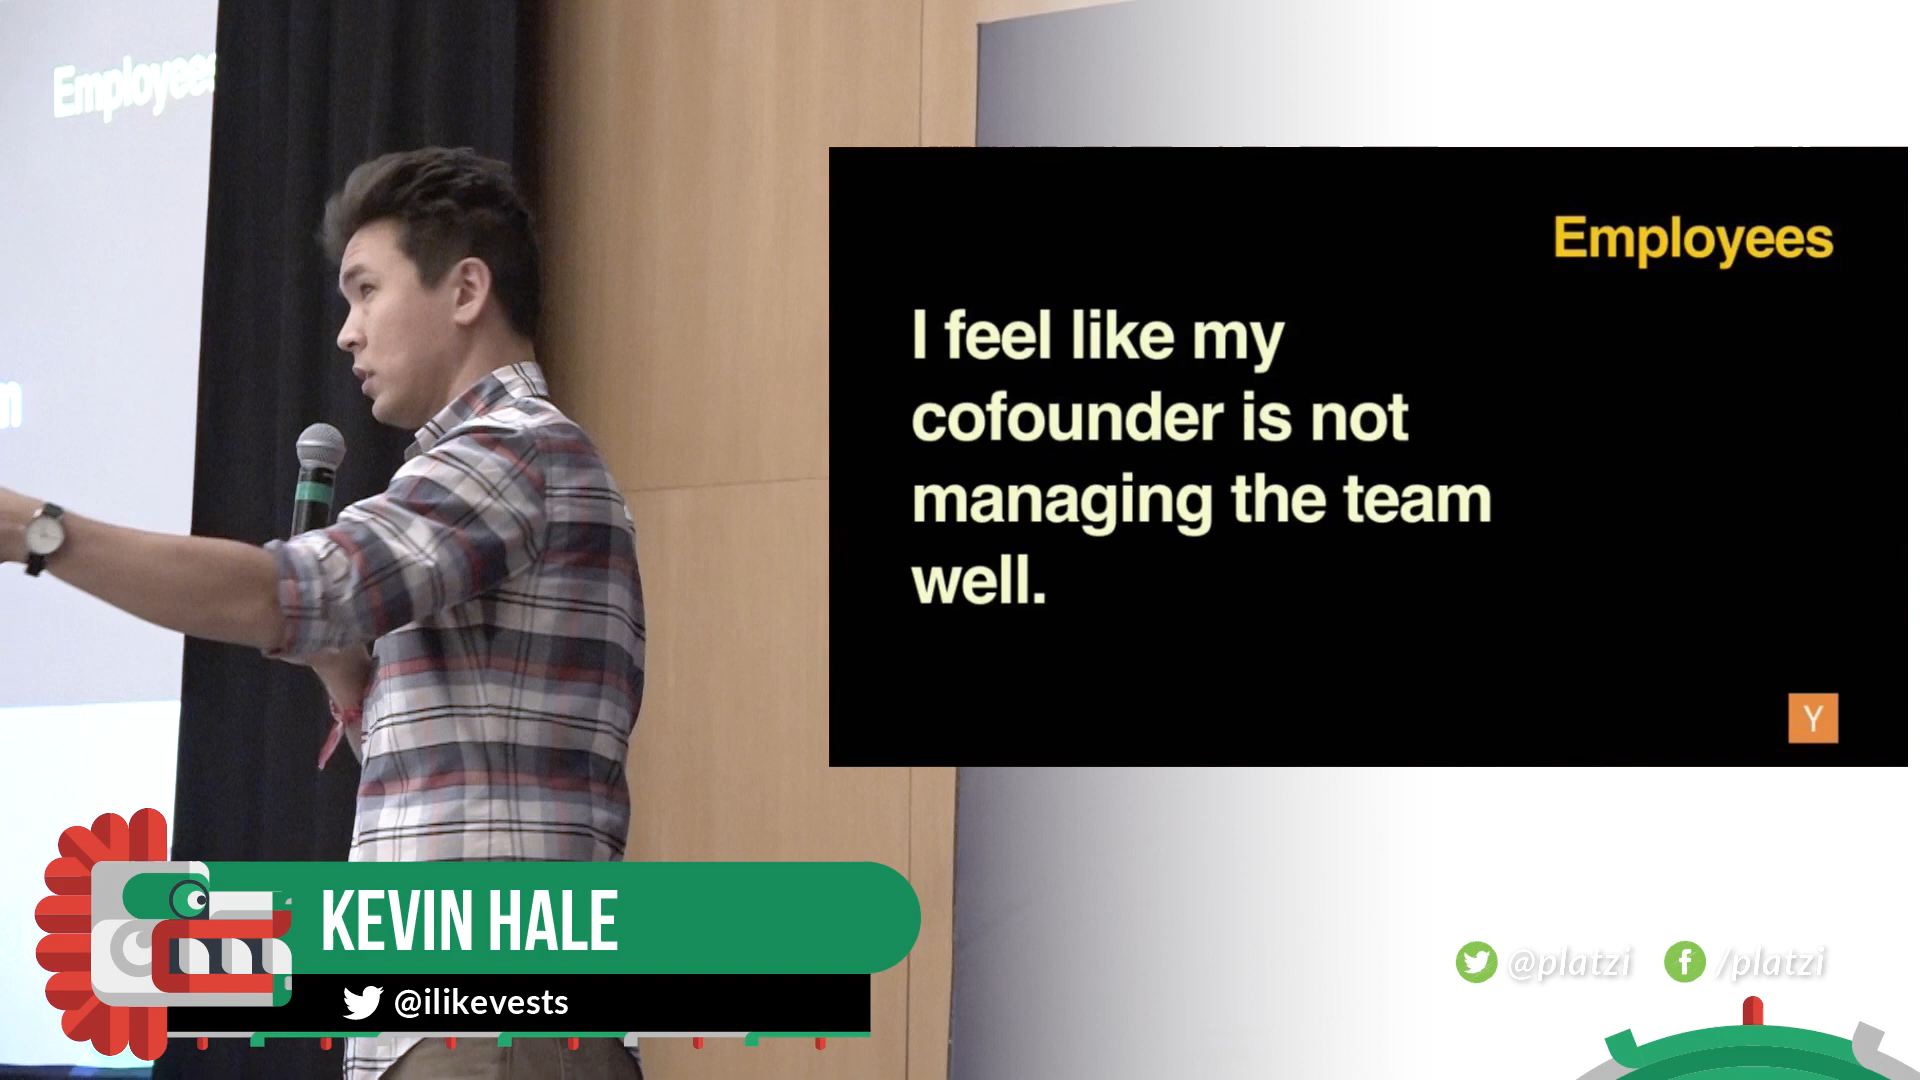 Employees
Employees
I feel like my
cofounder is not
managing the team
well.
Y
n
KEVIN HALE
@ilikevests
@platzi
/platzi